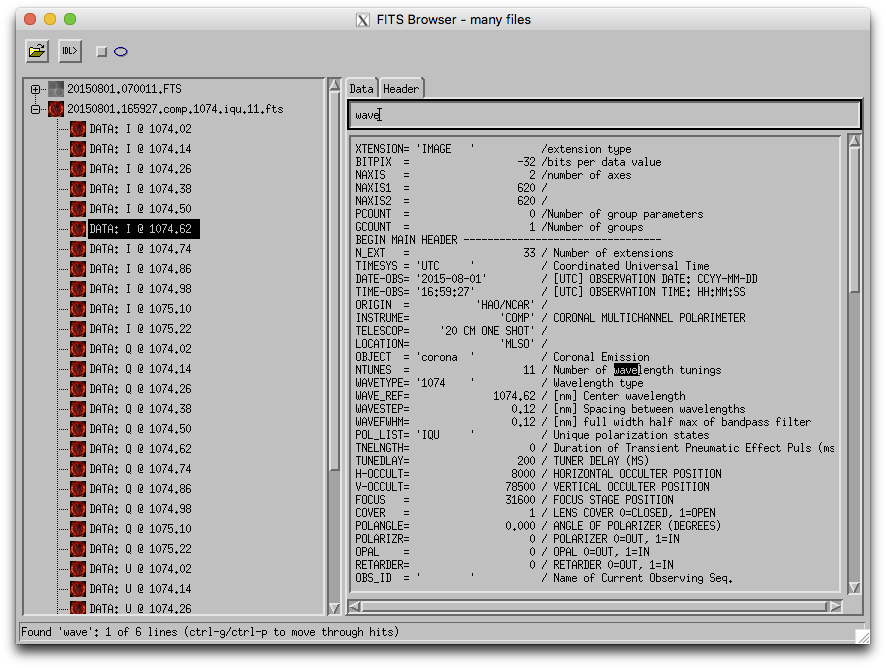 FITS Browser - many files
IDL>
20150801.070011.FTS
20150801.165927.comp.1074.iqu.11.fts
DATA: I @ 1074.02
DATA: I @ 1074.14
DATA: I @ 1074.26
DATA: I @ 1074.38
DATA: I @ 1074.50
DATA: I @ 1074.62
DATA: I @ 1074.74
DATA: I @ 1074.86
DATA: I @ 1074.98
DATA: I @ 1075.10
DATA: I @ 1075.22
DATA: Q @ 1074.02
DATA: Q @ 1074.14
DATA: Q @ 1074.26
DATA: Q @ 1074.38
DATA: Q @ 1074.50
DATA: Q @ 1074.62
DATA: Q @ 1074.74
DATA: Q @ 1074.86
DATA: Q @ 1074.98
DATA: Q @ 1075.10
DATA: Q @ 1075.22
DATA: U @ 1074.02
DATA: U @ 1074.14
DATA: U @ 1074.26
Data Header
wave
XTENSION= 'IMAGE   '          /extension type
BITPIX  =                 -32 /bits per data value
NAXIS   =                   2 /number of axes
NAXIS1  =                 620 /
NAXIS2  =                 620 /
PCOUNT  =                   0 /Number of group parameters
GCOUNT  =                   1 /Number of groups
BEGIN MAIN HEADER ---------------------------------
N_EXT   =                  33 / Number of extensions
TIMESYS = 'UTC     '          / Coordinated Universal Time
DATE-OBS= '2015-08-01'        / [UTC] OBSERVATION DATE: CCYY-MM-DD
TIME-OBS= '16:59:27'          / [UTC] OBSERVATION TIME: HH:MM:SS
ORIGIN  =          'HAO/NCAR' /
INSTRUME=              'COMP' / CORONAL MULTICHANNEL POLARIMETER
TELESCOP=    '20 CM ONE SHOT' /
LOCATION=              'MLSO' /
OBJECT  = 'corona  '          / Coronal Emission
NTUNES  =                  11 / Number of wavelength tunings
WAVETYPE= '1074    '          / Wavelength type
WAVE_REF=             1074.62 / [nm] Center wavelength
WAVESTEP=                0.12 / [nm] Spacing between wavelengths
WAVEFWHM=                0.12 / [nm] full width half max of bandpass filter
POL_LIST= 'IQU     '          / Unique polarization states
TNELNGTH=                   0 / Duration of Transient Pneumatic Effect Puls (ms
TUNEDLAY=                 200 / TUNER DELAY (MS)
H-OCCULT=                8000 / HORIZONTAL OCCULTER POSITION
V-OCCULT=               78500 / VERTICAL OCCULTER POSITION
FOCUS   =               31600 / FOCUS STAGE POSITION
COVER   =                   1 / LENS COVER 0=CLOSED, 1=OPEN
POLANGLE=               0.000 / ANGLE OF POLARIZER (DEGREES)
POLARIZR=                   0 / POLARIZER 0=OUT, 1=IN
OPAL    =                   0 / OPAL 0=OUT, 1=IN
RETARDER=                   0 / RETARDER 0=OUT, 1=IN
OBS_ID  = '        '          / Name of Current Observing Seq.
Found 'wave': 1 of 6 lines (ctrl-g/ctrl-p to move through hits)